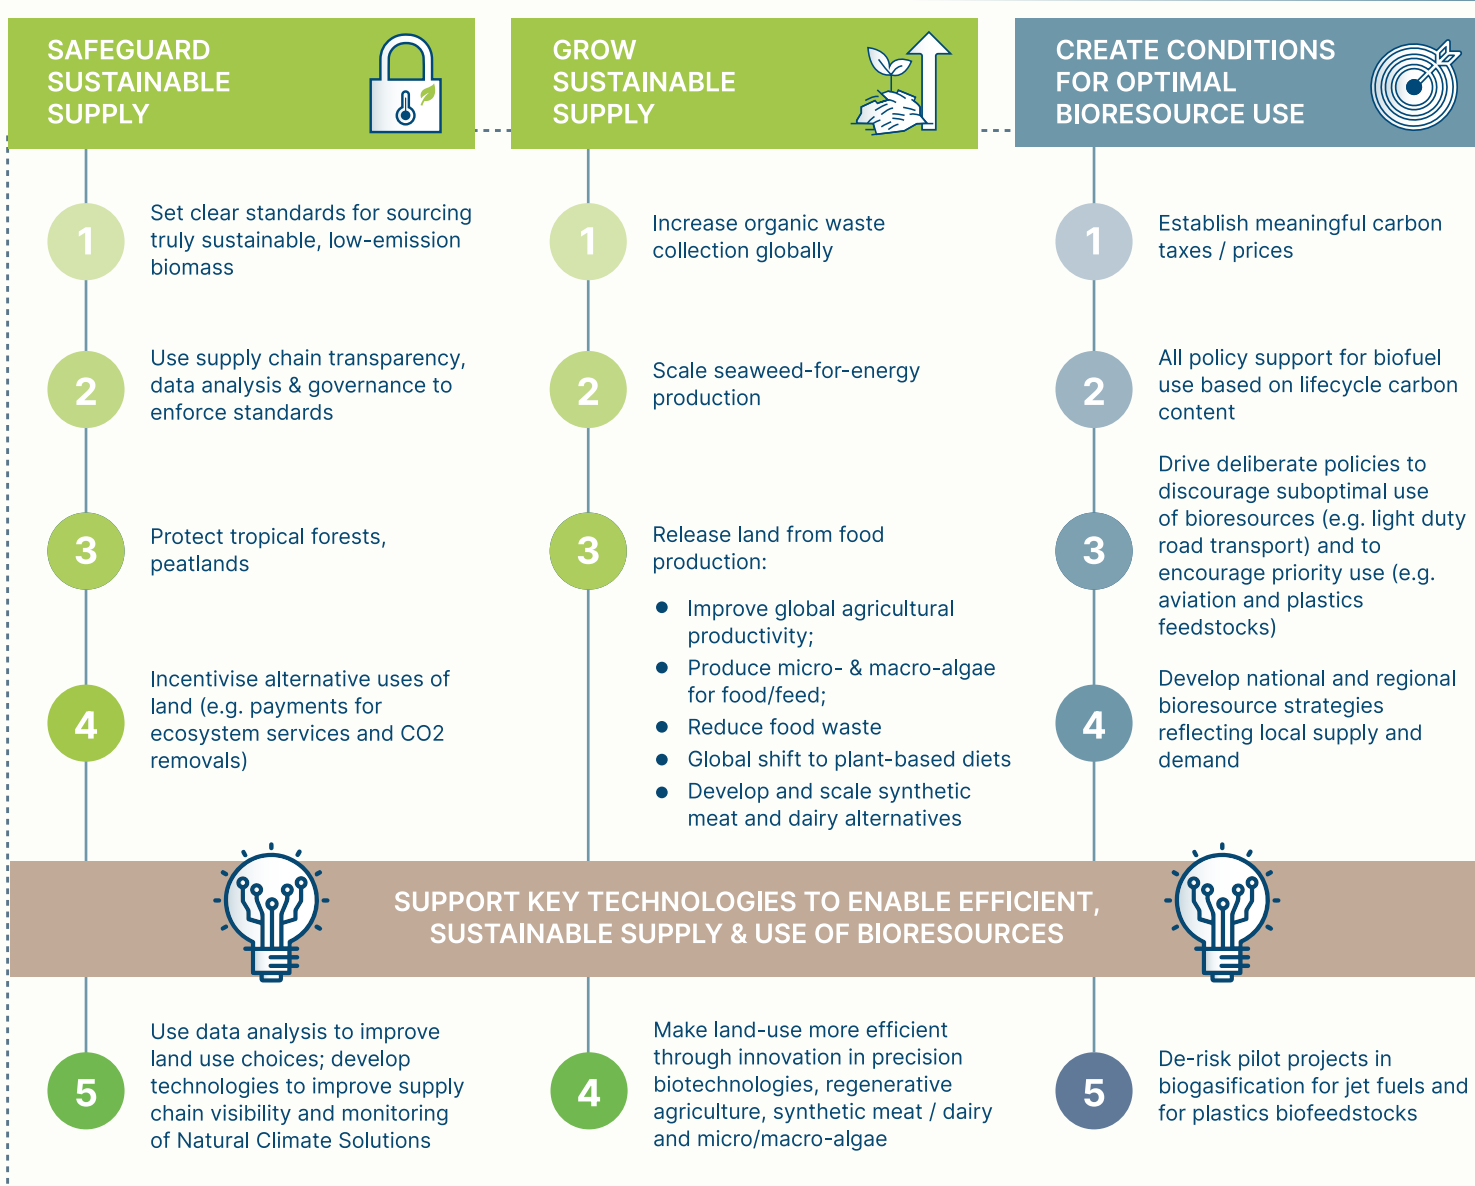 SAFEGUARD
SUSTAINABLE
SUPPLY
1
Set clear standards for sourcing
truly sustainable, low-emission
biomass
2
Use supply chain transparency,
data analysis & governance to
enforce standards
3
Protect tropical forests,
peatlands
4
Incentivise alternative uses of
land (e.g. payments for
ecosystem services and CO2
removals)
GROW
SUSTAINABLE
SUPPLY
1
Increase organic waste
collection globally
2
Scale seaweed-for-energy
production
3
Release land from food
production:
● Improve global agricultural
productivity;
● Produce micro- & macro-algae
for food/feed;
● Reduce food waste
● Global shift to plant-based diets
● Develop and scale synthetic
meat and dairy alternatives
CREATE CONDITIONS
FOR OPTIMAL
BIORESOURCE USE
1
Establish meaningful carbon
taxes / prices
2
All policy support for biofuel
use based on lifecycle carbon
content
3
Drive deliberate policies to
discourage suboptimal use
of bioresources (e.g. light duty
road transport) and to
encourage priority use (e.g.
aviation and plastics
feedstocks)
4
Develop national and regional
bioresource strategies
reflecting local supply and
demand
SUPPORT KEY TECHNOLOGIES TO ENABLE EFFICIENT,
SUSTAINABLE SUPPLY & USE OF BIORESOURCES
5
Use data analysis to improve
land use choices; develop
technologies to improve supply
chain visibility and monitoring
of Natural Climate Solutions
4
Make land-use more efficient
through innovation in precision
biotechnologies, regenerative
agriculture, synthetic meat / dairy
and micro/macro-algae
5
De-risk pilot projects in
biogasification for jet fuels and
for plastics biofeedstocks